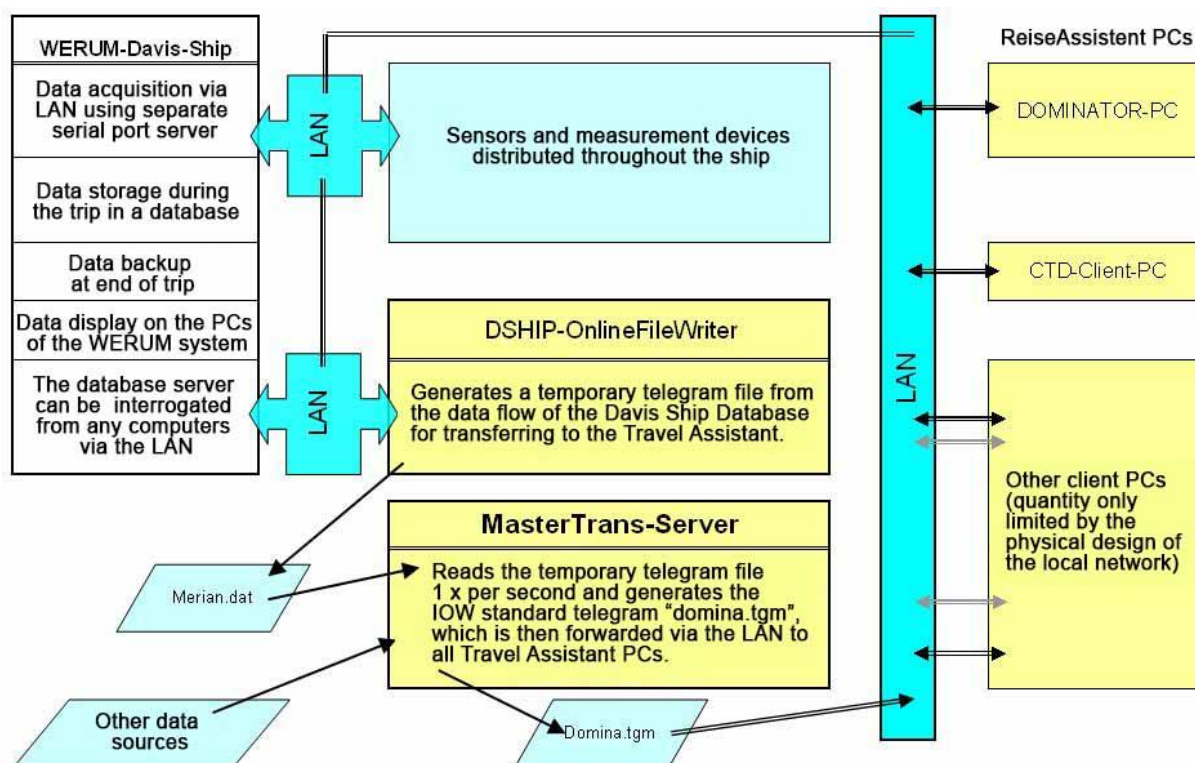 WERUM-Davis-Ship
Data acquisition via
LAN using separate
serial port server
Data storage during
the trip in a database
Data backup
at end of trip
Data display on the PCs
of the WERUM system
The database server
can be interrogated
from any computers
via the LAN
LAN
LAN
Sensors and measurement devices
distributed throughout the ship
DSHIP-OnlineFileWriter
Generates a temporary telegram file from
the data flow of the Davis Ship Database
for transferring to the Travel Assistant.
MasterTrans-Server
Reads the temporary telegram file
1 x per second and generates the
IOW standard telegram “domina.tgm”,
which is then forwarded via the LAN to
all Travel Assistant PCs.
Merian.dat
Other data
sources
Domina.tgm
LAN
ReiseAssistent PCs
DOMINATOR-PC
CTD-Client-PC
Other client PCs
(quantity only
limited by the
physical design of
the local network)